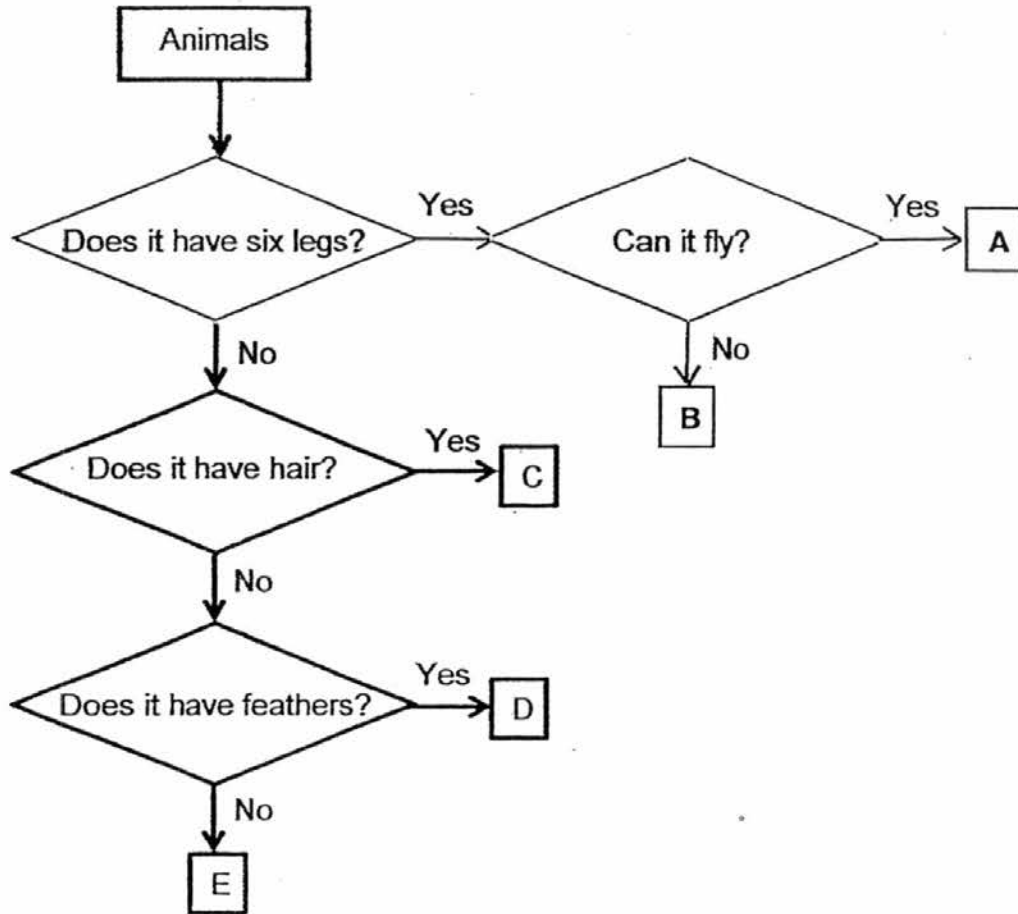 Animals
Does it have six legs?
Yes
Can it fly?
Yes
A
No
B
No
Does it have hair?
Yes
C
No
Does it have feathers?
Yes
D
No
E